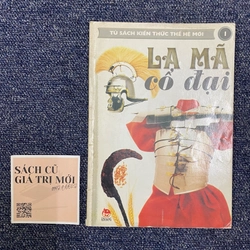 TỦ SÁCH KIẾN THỨC THẾ HỆ MỚI
1
LA MÃ
cổ đại
SÁCH CŨ
GIÁ TRỊ MỚI